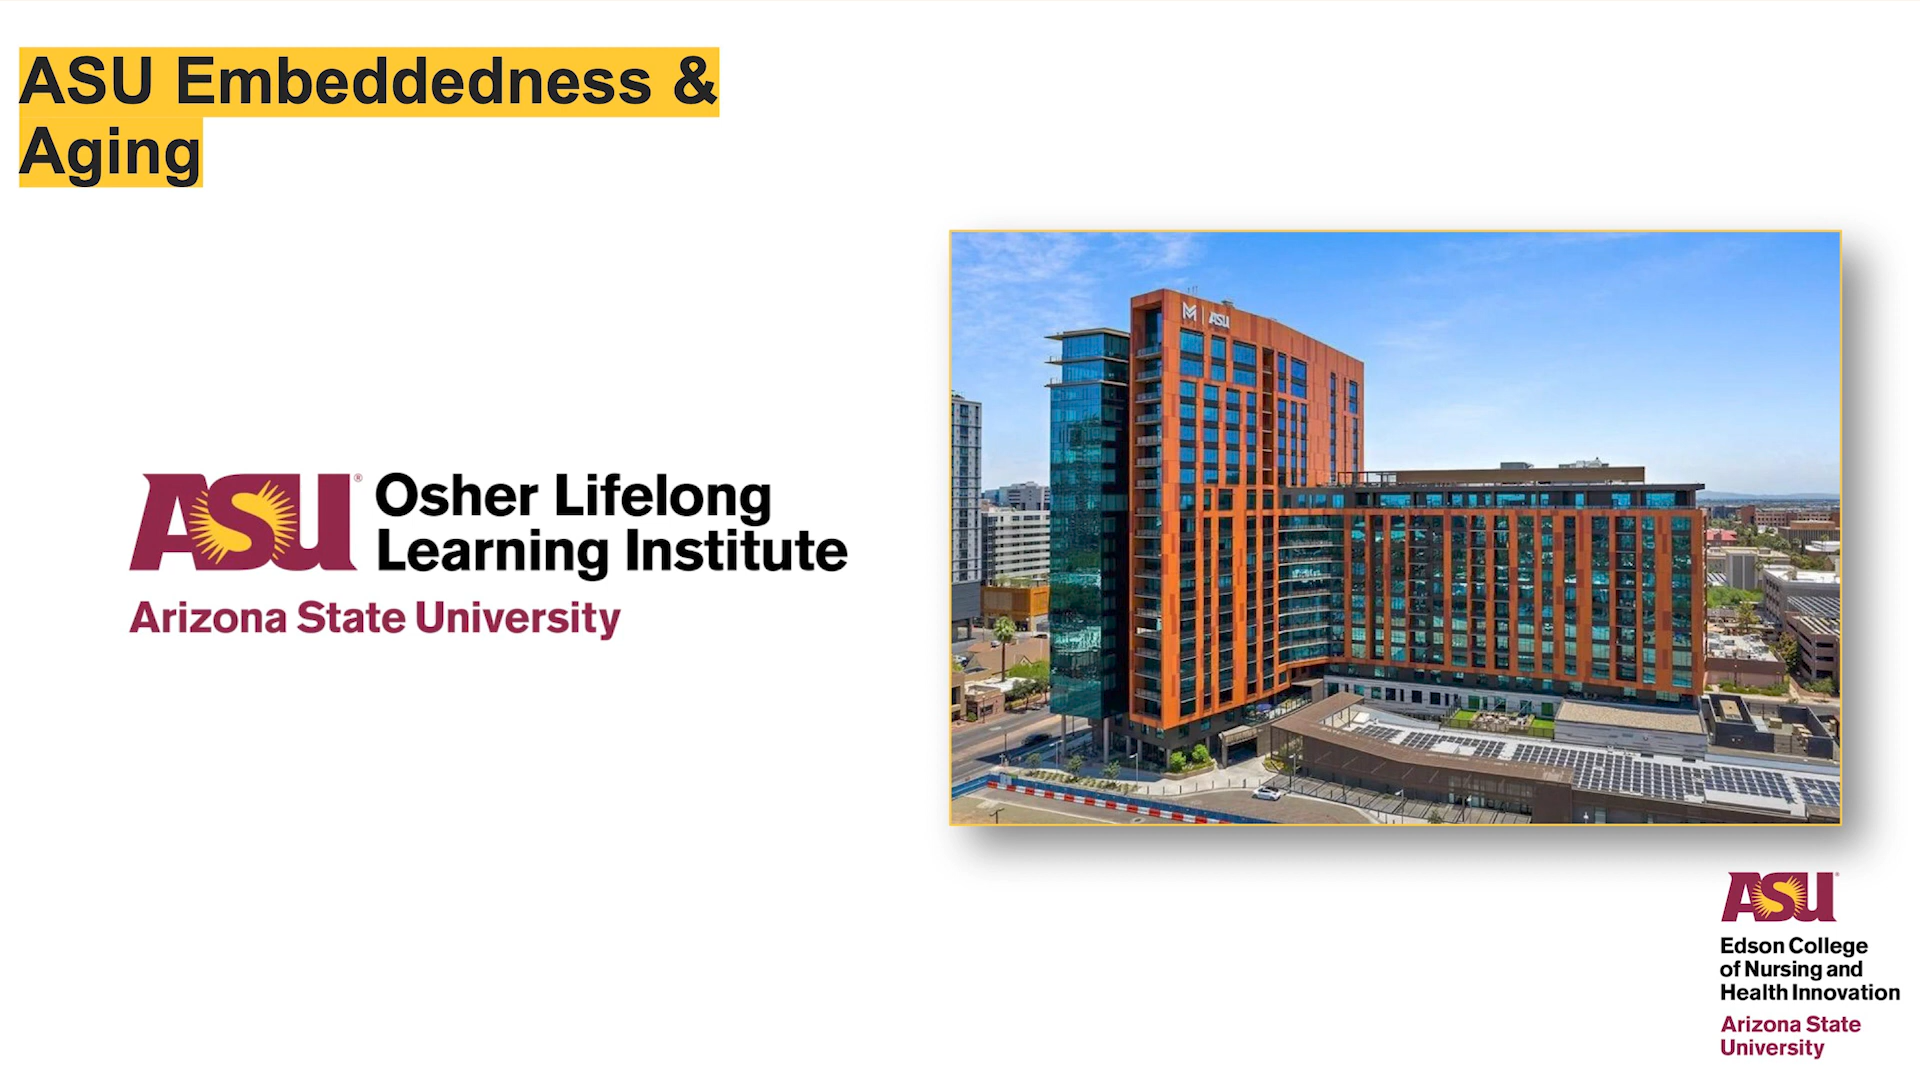 ASU Embeddedness &
Aging
ASU® Osher Lifelong
Learning Institute
Arizona State University
M | ASU
ASU®
Edson College
of Nursing and
Health Innovation
Arizona State
University